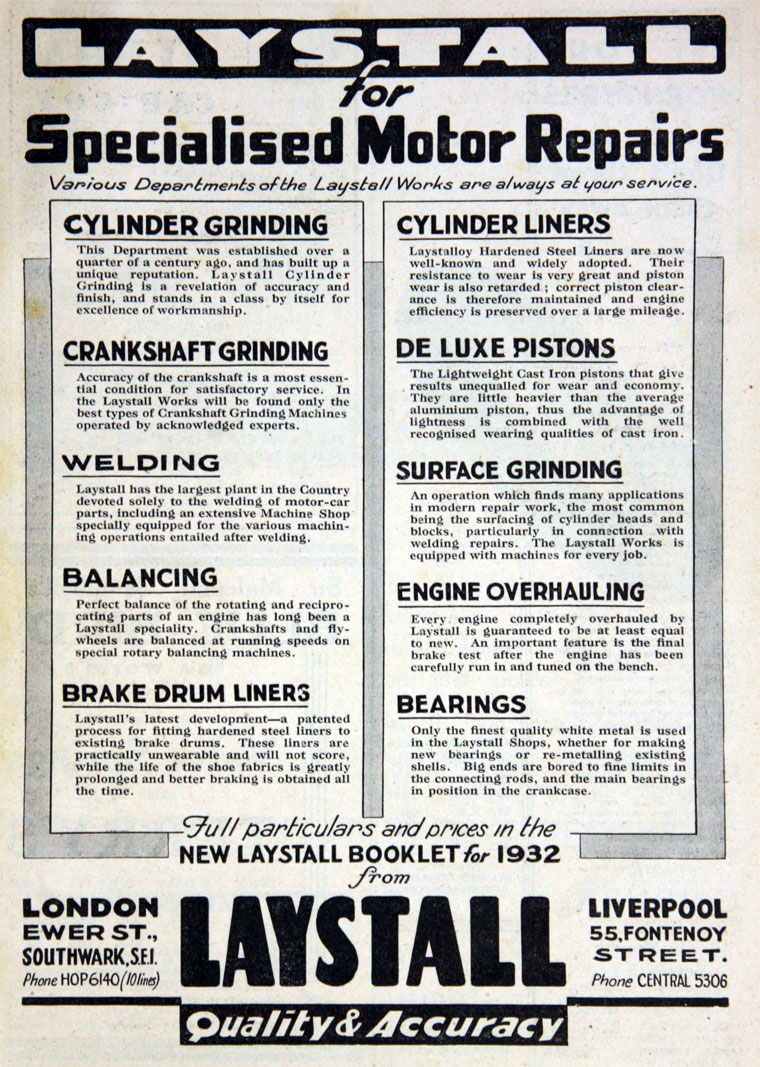 LAYSTALL
for
Specialised Motor Repairs
Various Departments of the Laystall Works are always at your service.
CYLINDER GRINDING
This Department was established over a
quarter of a century ago, and has built up a
unique reputation. Laystall Cylinder
Grinding is a revelation of accuracy and
finish, and stands in a class by itself for
excellence of workmanship.
CRANKSHAFT GRINDING
Accuracy of the crankshaft is a most essen-
tial condition for satisfactory service. In
the Laystall Works will be found only the
best types of Crankshaft Grinding Machines
operated by acknowledged experts.
WELDING
Laystall has the largest plant in the Country
devoted solely to the welding of motor-car
parts, including an extensive Machine Shop
specially equipped for the various machin-
ing operations entailed after welding.
BALANCING
Perfect balance of the rotating and recipro-
cating parts of an engine has long been a
Laystall speciality. Crankshafts and fly-
wheels are balanced at running speeds on
special rotary balancing machines.
BRAKE DRUM LINERS
Laystall's latest development—a patented
process for fitting hardened steel liners to
existing brake drums. These liners are
practically unwearable and will not score,
while the life of the shoe fabrics is greatly
prolonged and better braking is obtained all
the time.
CYLINDER LINERS
Laystalloy Hardened Steel Liners are now
well-known and widely adopted. Their
resistance to wear is very great and piston
wear is also retarded ; correct piston clear-
ance is therefore maintained and engine
efficiency is preserved over a large mileage.
DE LUXE PISTONS
The Lightweight Cast Iron pistons that give
results unequalled for wear and economy.
They are little heavier than the average
aluminium piston, thus the advantage of
lightness is combined with the well
recognised wearing qualities of cast iron.
SURFACE GRINDING
An operation which finds many applications
in modern repair work, the most common
being the surfacing of cylinder heads and
blocks, particularly in connection with
welding repairs. The Laystall Works is
equipped with machines for every job.
ENGINE OVERHAULING
Every engine completely overhauled by
Laystall is guaranteed to be at least equal
to new. An important feature is the final
brake test after the engine has been
carefully run in and tuned on the bench.
BEARINGS
Only the finest quality white metal is used
in the Laystall Shops, whether for making
new bearings or re-metalling existing
shells. Big ends are bored to fine limits in
the connecting rods, and the main bearings
in position in the crankcase.
Full particulars and prices in the
NEW LAYSTALL BOOKLET for 1932
from
LONDON
EWER ST.,
SOUTHWARK, S.E.1.
Phone HOP 6140 (10 lines)
LAYSTALL
LIVERPOOL
55, FONTENOY
STREET.
Phone CENTRAL 5306
Quality & Accuracy